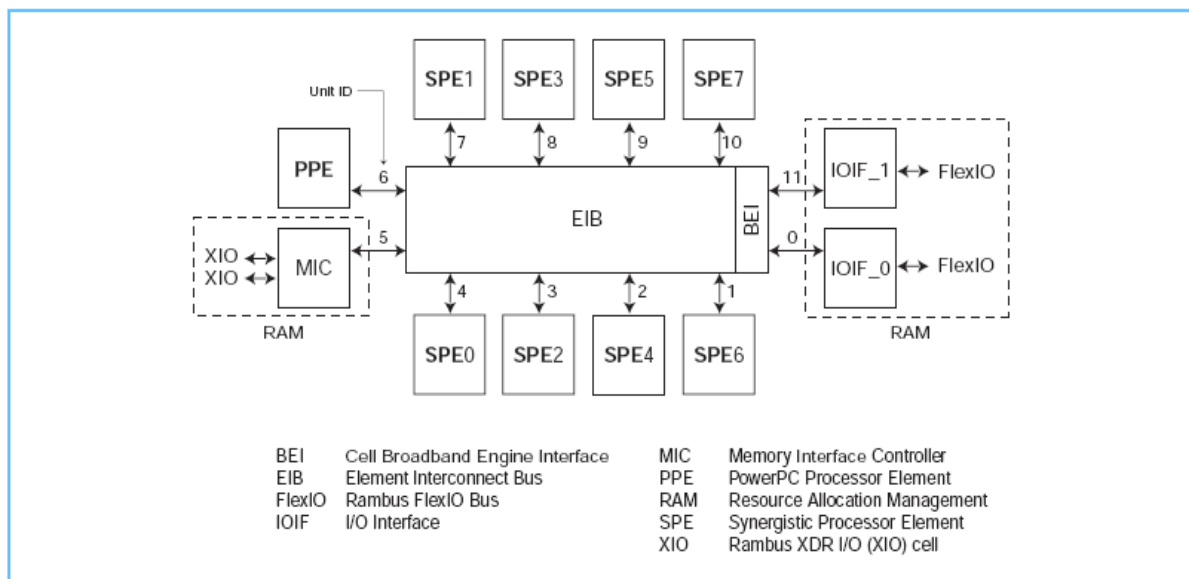 SPE1 SPE3 SPE5 SPE7
Unit ID
7 8 9 10
PPE
6
11
IOIF_1
FlexIO
EIB
BEI
XIO
XIO
MIC
5
0
IOIF_0
FlexIO
RAM
RAM
4 3 2 1
SPE0 SPE2 SPE4 SPE6
BEI Cell Broadband Engine Interface
EIB Element Interconnect Bus
FlexIO Rambus FlexIO Bus
IOIF I/O Interface
MIC Memory Interface Controller
PPE PowerPC Processor Element
RAM Resource Allocation Management
SPE Synergistic Processor Element
XIO Rambus XDR I/O (XIO) cell